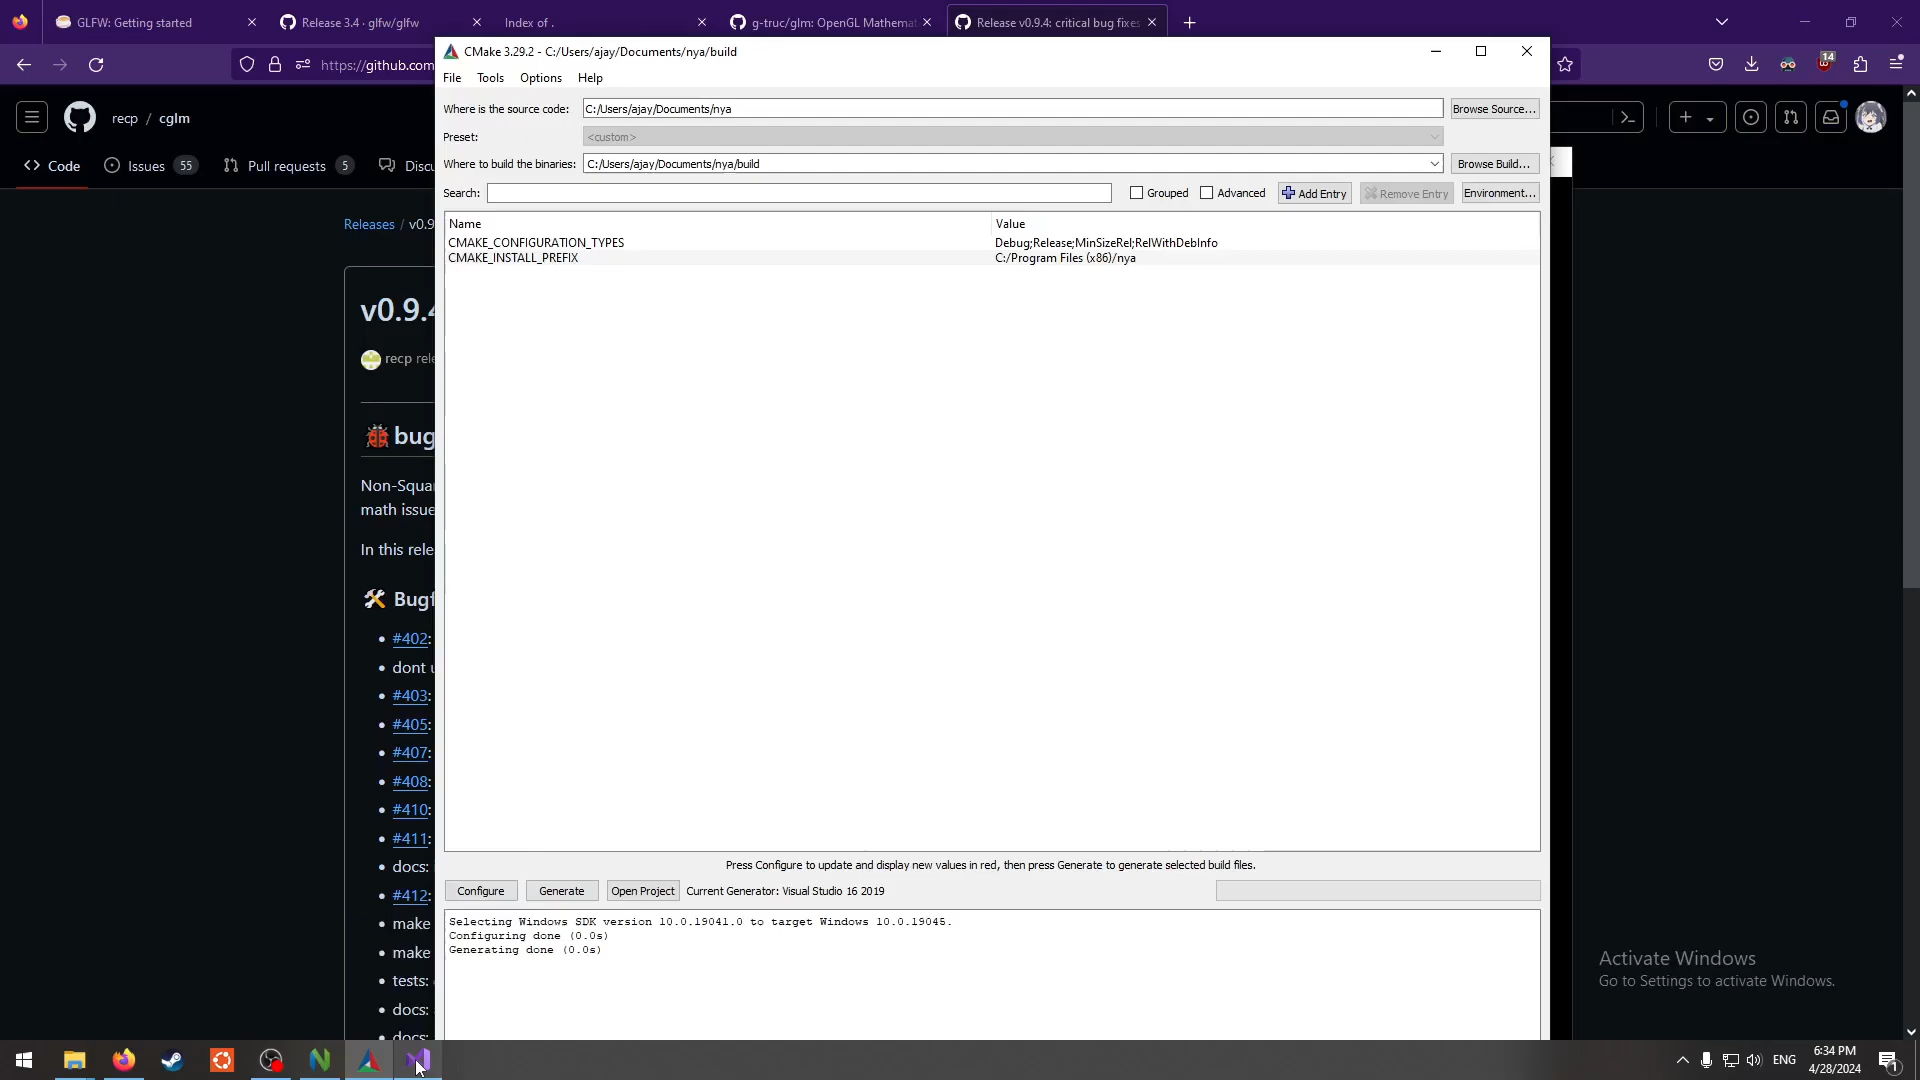 GLFW: Getting started
Release 3.4 · glfw/glfw
Index of .
g-truc/glm: OpenGL Mathema
Release v0.9.4: critical bug fixes
CMake 3.29.2 - C:/Users/ajay/Documents/nya/build
https://github.com
14
File Tools Options Help
Where is the source code: C:/Users/ajay/Documents/nya Browse Source...
recp / cglm
Preset: <custom>
Where to build the binaries: C:/Users/ajay/Documents/nya/build Browse Build...
Code Issues 55 Pull requests 5 Discu
Search: Grouped Advanced Add Entry Remove Entry Environment...
Releases / v0.9
Name Value
CMAKE_CONFIGURATION_TYPES Debug;Release;MinSizeRel;RelWithDebInfo
CMAKE_INSTALL_PREFIX C:/Program Files (x86)/nya
v0.9.4
recp rele
bug
Non-Squar
math issue
In this rele
Bugf
#402:
dont u
#403:
#405:
#407:
#408:
#410:
#411:
docs:
#412:
make
make
tests:
docs:
docs:
Press Configure to update and display new values in red, then press Generate to generate selected build files.
Configure Generate Open Project Current Generator: Visual Studio 16 2019
Selecting Windows SDK version 10.0.19041.0 to target Windows 10.0.19045.
Configuring done (0.0s)
Generating done (0.0s)
Activate Windows
Go to Settings to activate Windows.
ENG
6:34 PM
4/28/2024
1